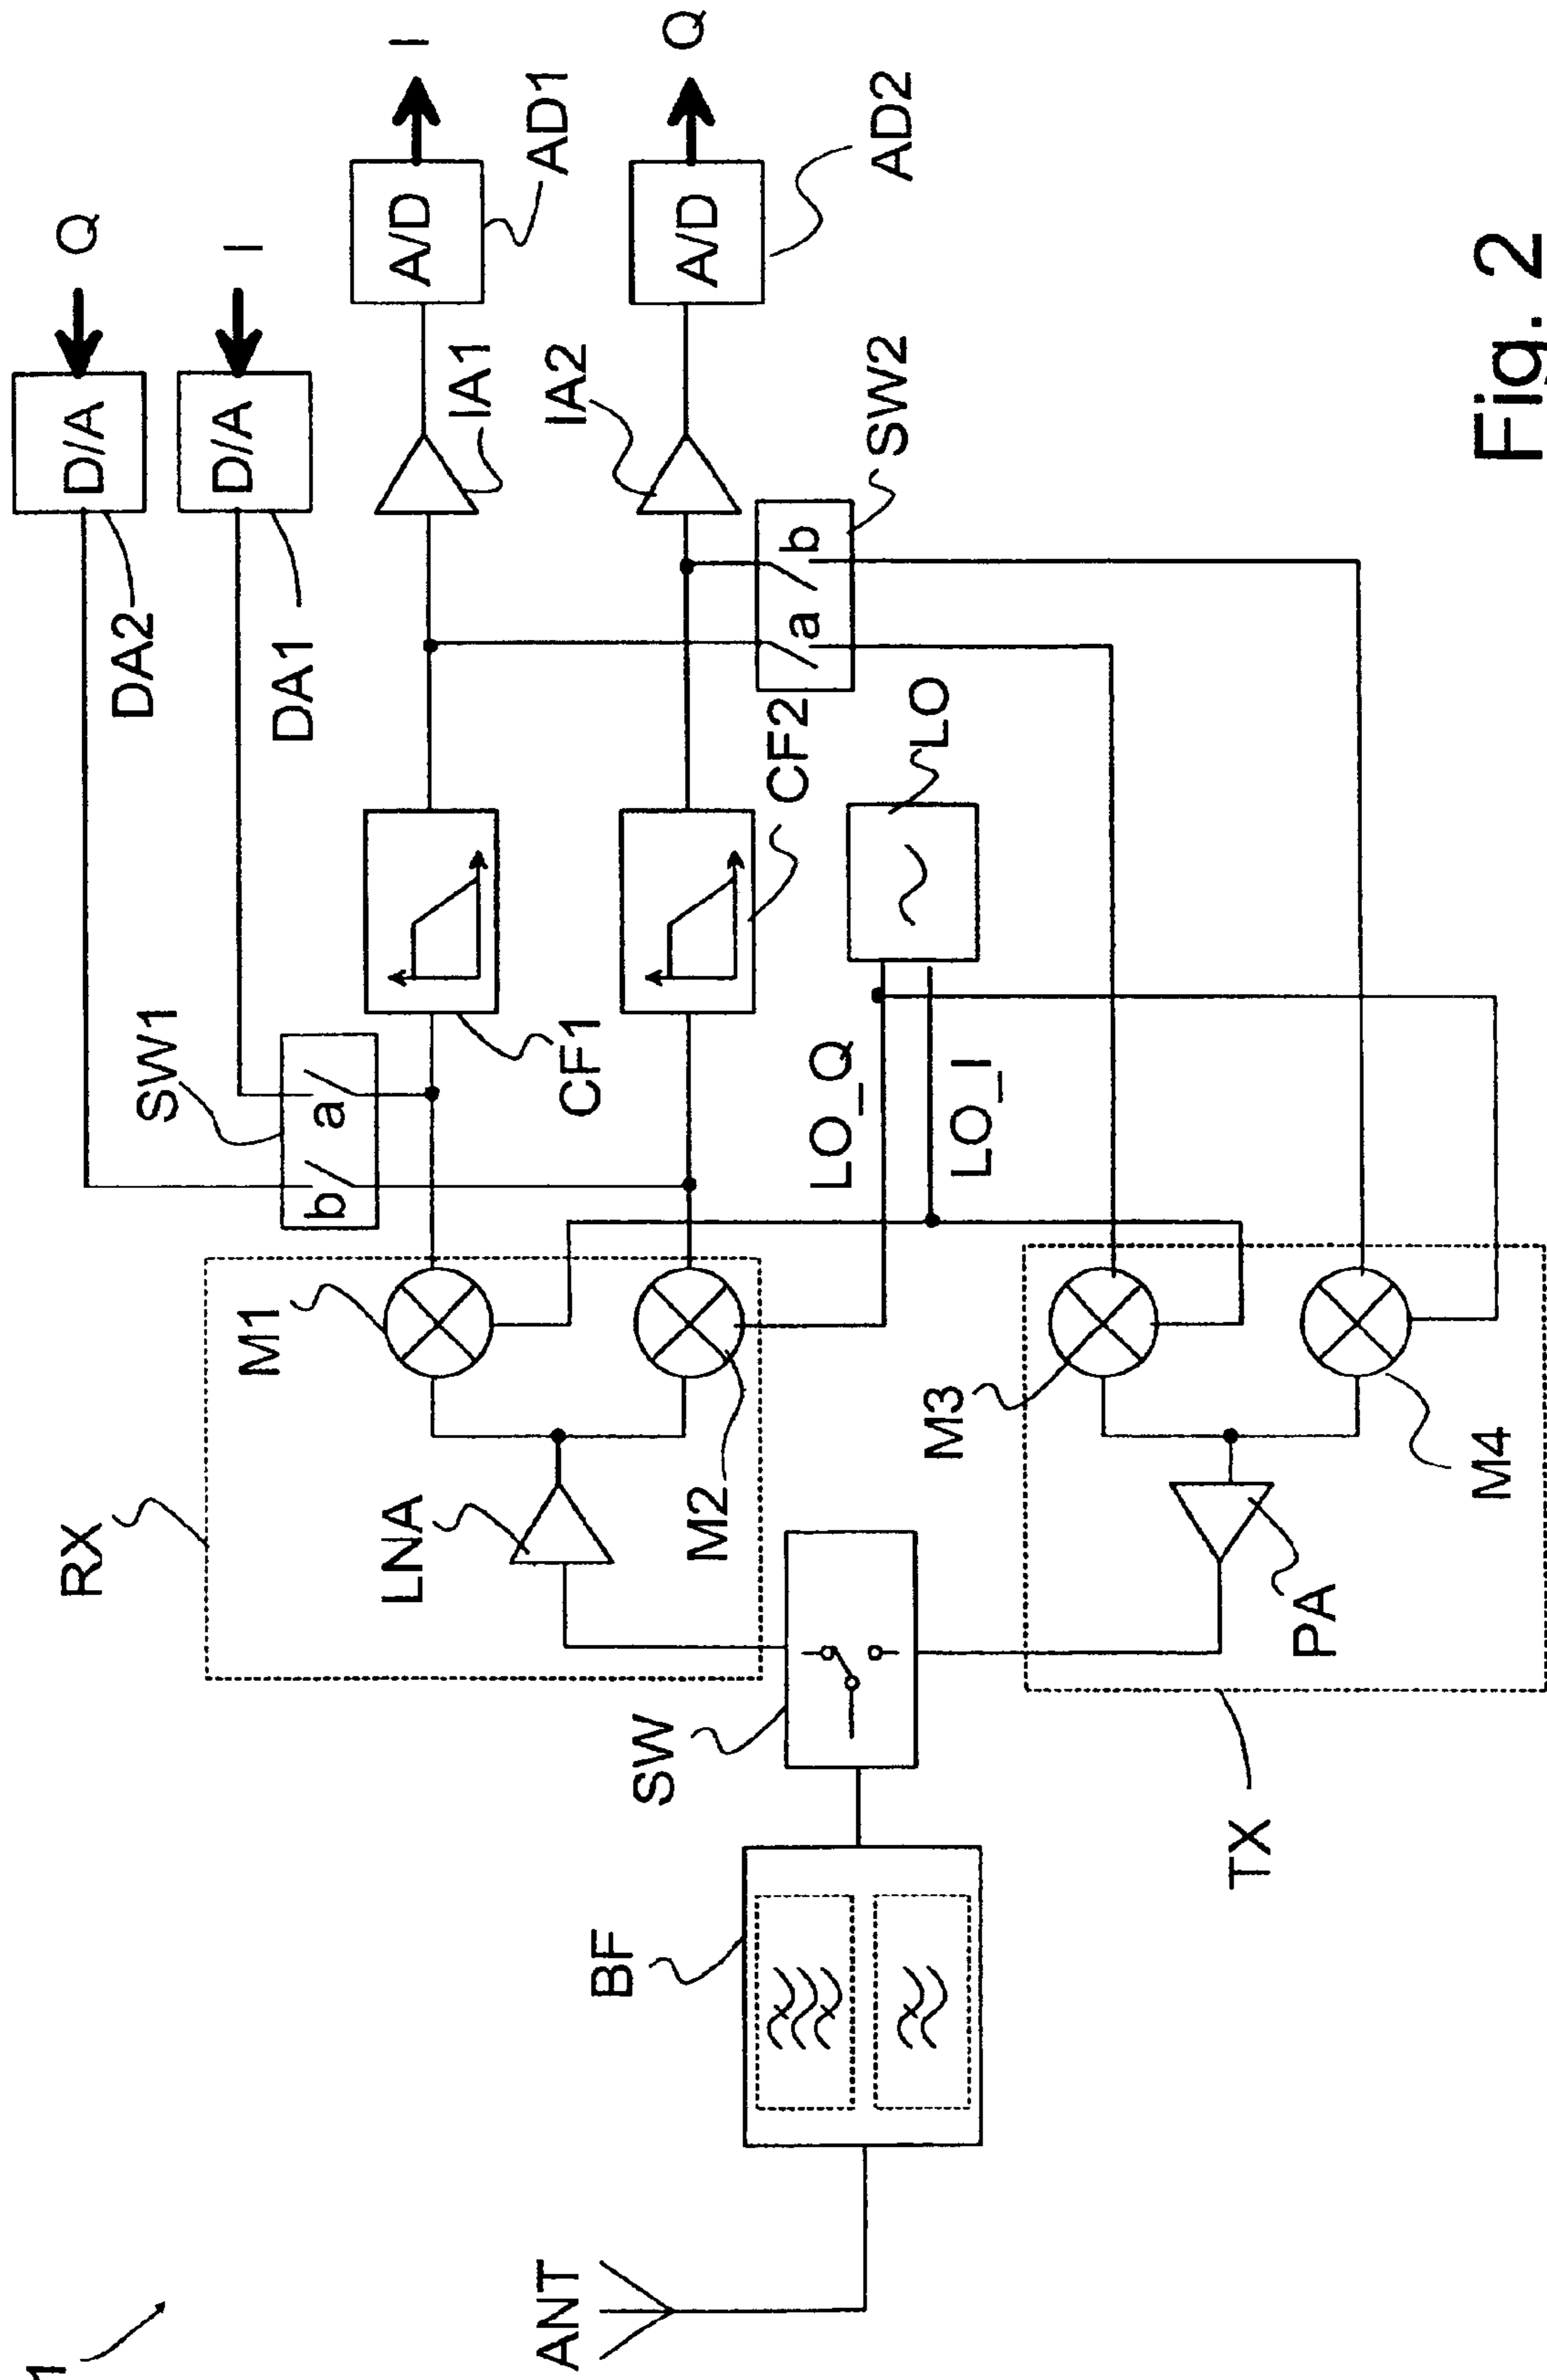 1
ANT
BF
SW
RX
LNA
M1
M2
TX
PA
M3
M4
SW1
b
a
CF1
CF2
LO_Q
LO_I
LO
DA2
DA1
D/A
Q
D/A
I
IA1
IA2
SW2
a
b
A/D
I
AD1
A/D
Q
AD2
Fig. 2